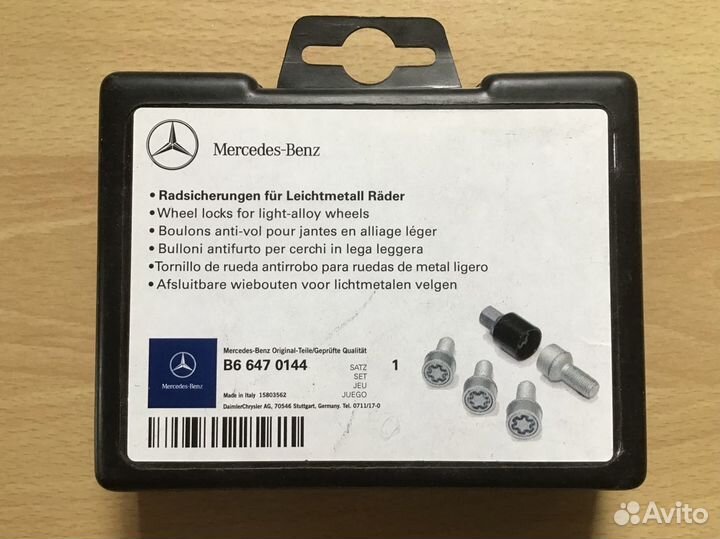 Mercedes-Benz
• Radsicherungen für Leichtmetall Räder
• Wheel locks for light-alloy wheels
• Boulons anti-vol pour jantes en alliage léger
• Bulloni antifurto per cerchi in lega leggera
• Tornillo de rueda antirrobo para ruedas de metal ligero
• Afsluitbare wiebouten voor lichtmetalen velgen
Mercedes-Benz
Mercedes-Benz Original-Teile/Geprüfte Qualität
B6 647 0144
SATZ
SET
JEU
JUEGO
1
Made in Italy 15803562
DaimlerChrysler AG, 70546 Stuttgart, Germany. Tel. 0711/17-0
Avito